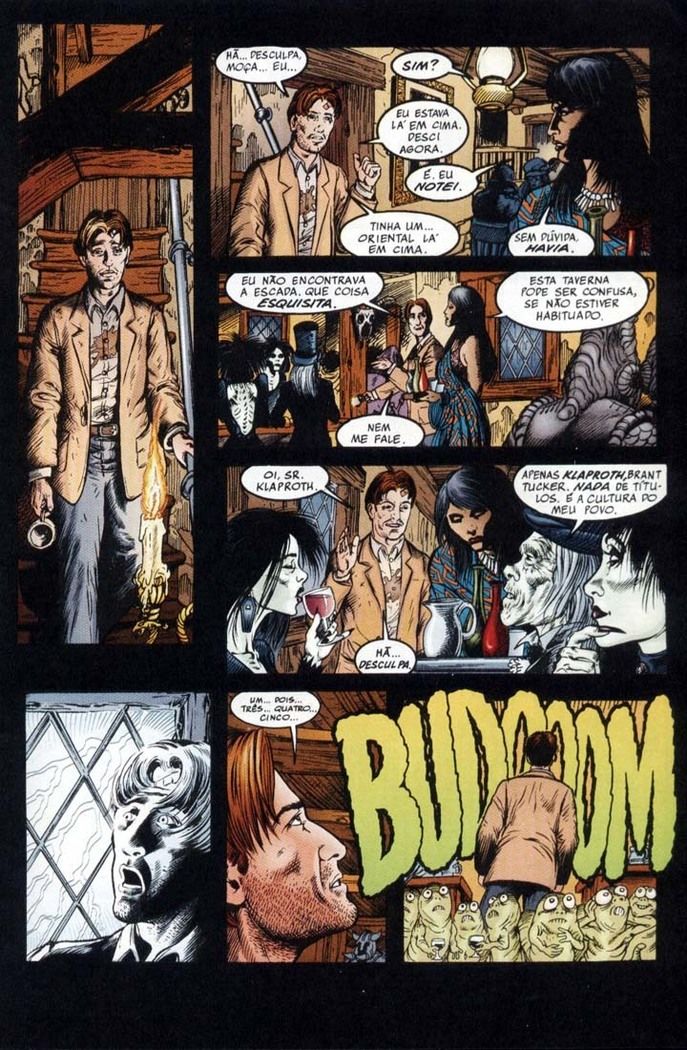 HÃ... DESCULPA,
MOÇA... EU...
SIM?
EU ESTAVA
LÁ EM CIMA.
DESCI
AGORA.
É. EU
NOTEI.
TINHA UM...
ORIENTAL LÁ
EM CIMA.
SEM DÚVIDA,
HAVIA.
EU NÃO ENCONTRAVA
A ESCADA. QUE COISA
ESQUISITA.
ESTA TAVERNA
PODE SER CONFUSA,
SE NÃO ESTIVER
HABITUADO.
NEM
ME FALE.
OI, SR.
KLAPROTH.
APENAS KLAPROTH, BRANT
TUCKER. NADA DE TÍTU-
LOS. É A CULTURA DO
MEU POVO.
HÃ...
DESCULPA.
UM... DOIS...
TRÊS... QUATRO...
CINCO...
BUDOOOM